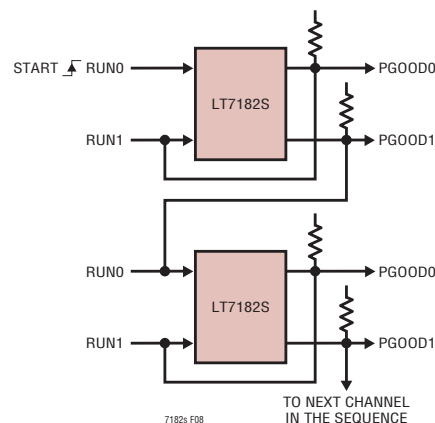 START RUN0
PGOOD0
LT7182S
RUN1
PGOOD1
RUN0
PGOOD0
LT7182S
RUN1
PGOOD1
TO NEXT CHANNEL
IN THE SEQUENCE
7182s F08